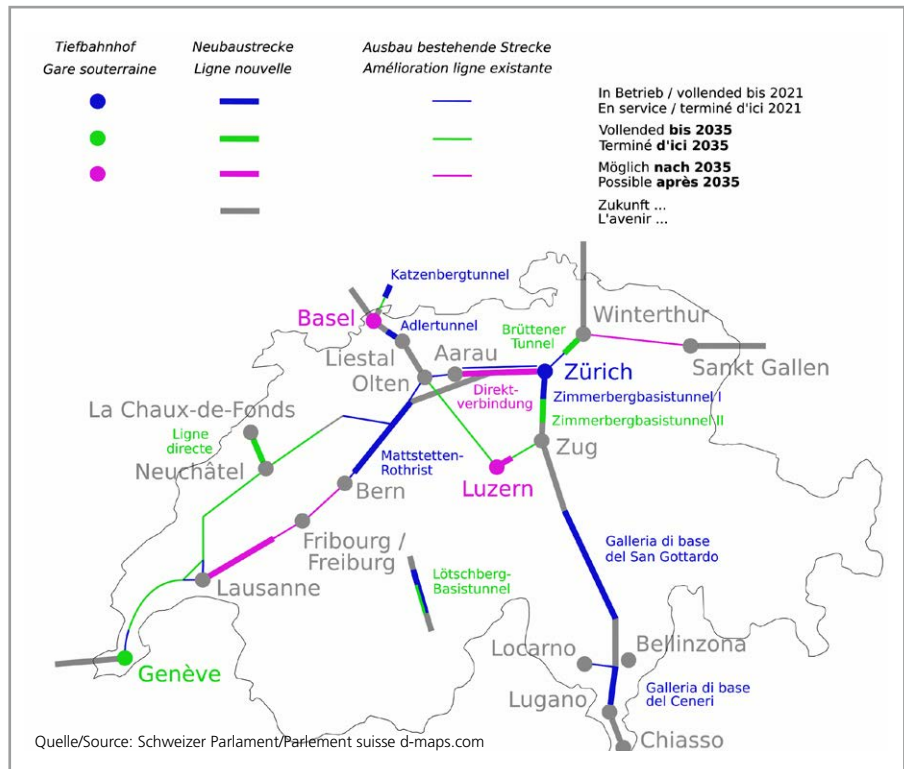 Tiefbahnhof
Gare souterraine
Neubaustrecke
Ligne nouvelle
Ausbau bestehende Strecke
Amélioration ligne existante
In Betrieb / vollended bis 2021
En service / terminé d'ici 2021
Vollended bis 2035
Terminé d'ici 2035
Möglich nach 2035
Possible après 2035
Zukunft ...
L'avenir ...
Katzenbergtunnel
Basel
Adlertunnel
Liestal
Olten
Aarau
Brüttener
Tunnel
Winterthur
Sankt Gallen
Zürich
Direkt-
verbindung
Zimmerbergbasistunnel I
Zimmerbergbasistunnel II
La Chaux-de-Fonds
Ligne
directe
Neuchâtel
Mattstetten-
Rothrist
Bern
Luzern
Zug
Fribourg /
Freiburg
Lausanne
Lötschberg-
Basistunnel
Galleria di base
del San Gottardo
Genève
Locarno
Bellinzona
Lugano
Galleria di base
del Ceneri
Chiasso
Quelle/Source: Schweizer Parlament/Parlement suisse d-maps.com